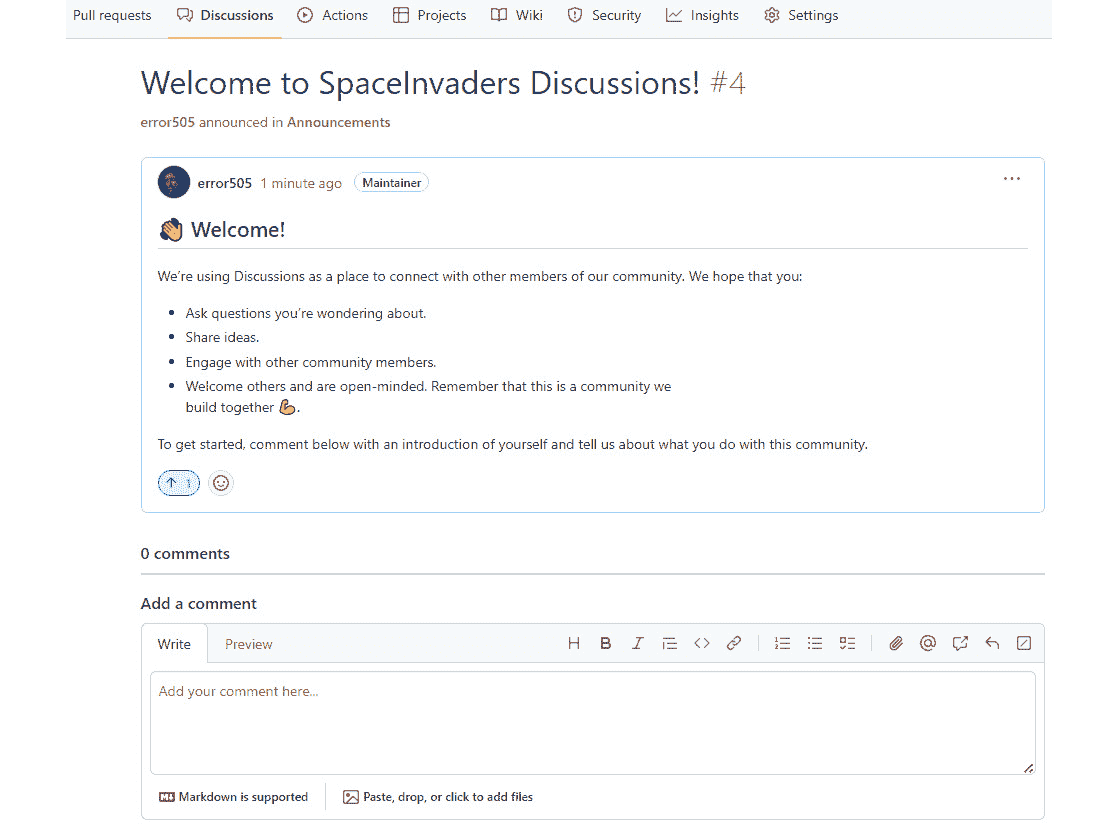 Pull requests Discussions Actions Projects Wiki Security Insights Settings
Welcome to SpaceInvaders Discussions! #4
error505 announced in Announcements
error505 1 minute ago Maintainer
👋 Welcome!
We're using Discussions as a place to connect with other members of our community. We hope that you:
• Ask questions you're wondering about.
• Share ideas.
• Engage with other community members.
• Welcome others and are open-minded. Remember that this is a community we
build together 💪.
To get started, comment below with an introduction of yourself and tell us about what you do with this community.
↑ 1
0 comments
Add a comment
Write Preview H B I
Add your comment here...
Markdown is supported Paste, drop, or click to add files